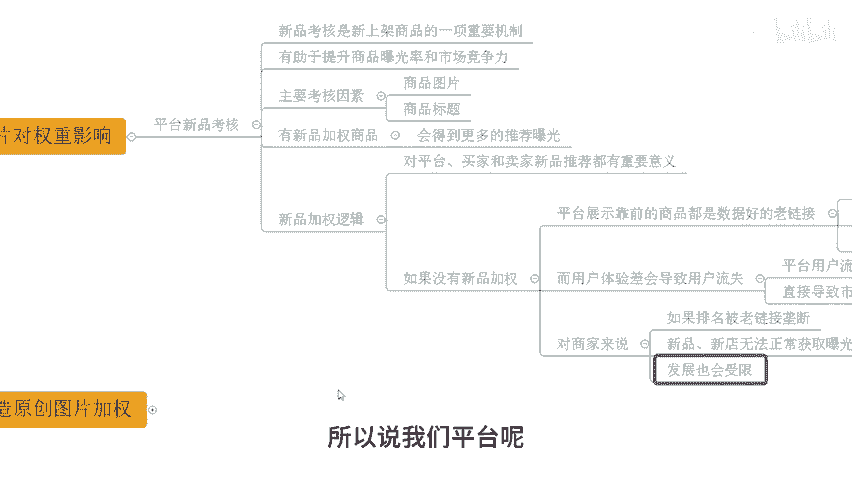 新品考核是新上架商品的一项重要机制
有助于提升商品曝光率和市场竞争力
主要考核因素
商品图片
商品标题
片对权重影响
平台新品考核
有新品加权商品
会得到更多的推荐曝光
对平台、买家和卖家新品推荐都有重要意义
新品加权逻辑
平台展示靠前的商品都是数据好的老链接
如果没有新品加权
而用户体验差会导致用户流失
平台用户流
直接导致市
对商家来说
如果排名被老链接垄断
新品、新店无法正常获取曝光
发展也会受限
造原创图片加权
所以说我们平台呢
bilibili